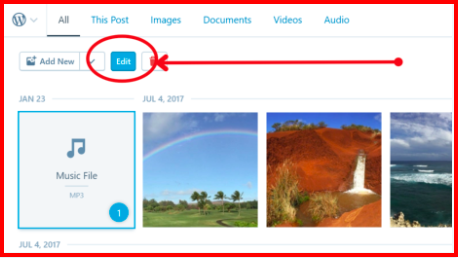 All This Post Images Documents Videos Audio
Add New Edit
JAN 23 JUL 4, 2017
Music File
MP3
1
JUL 4, 2017